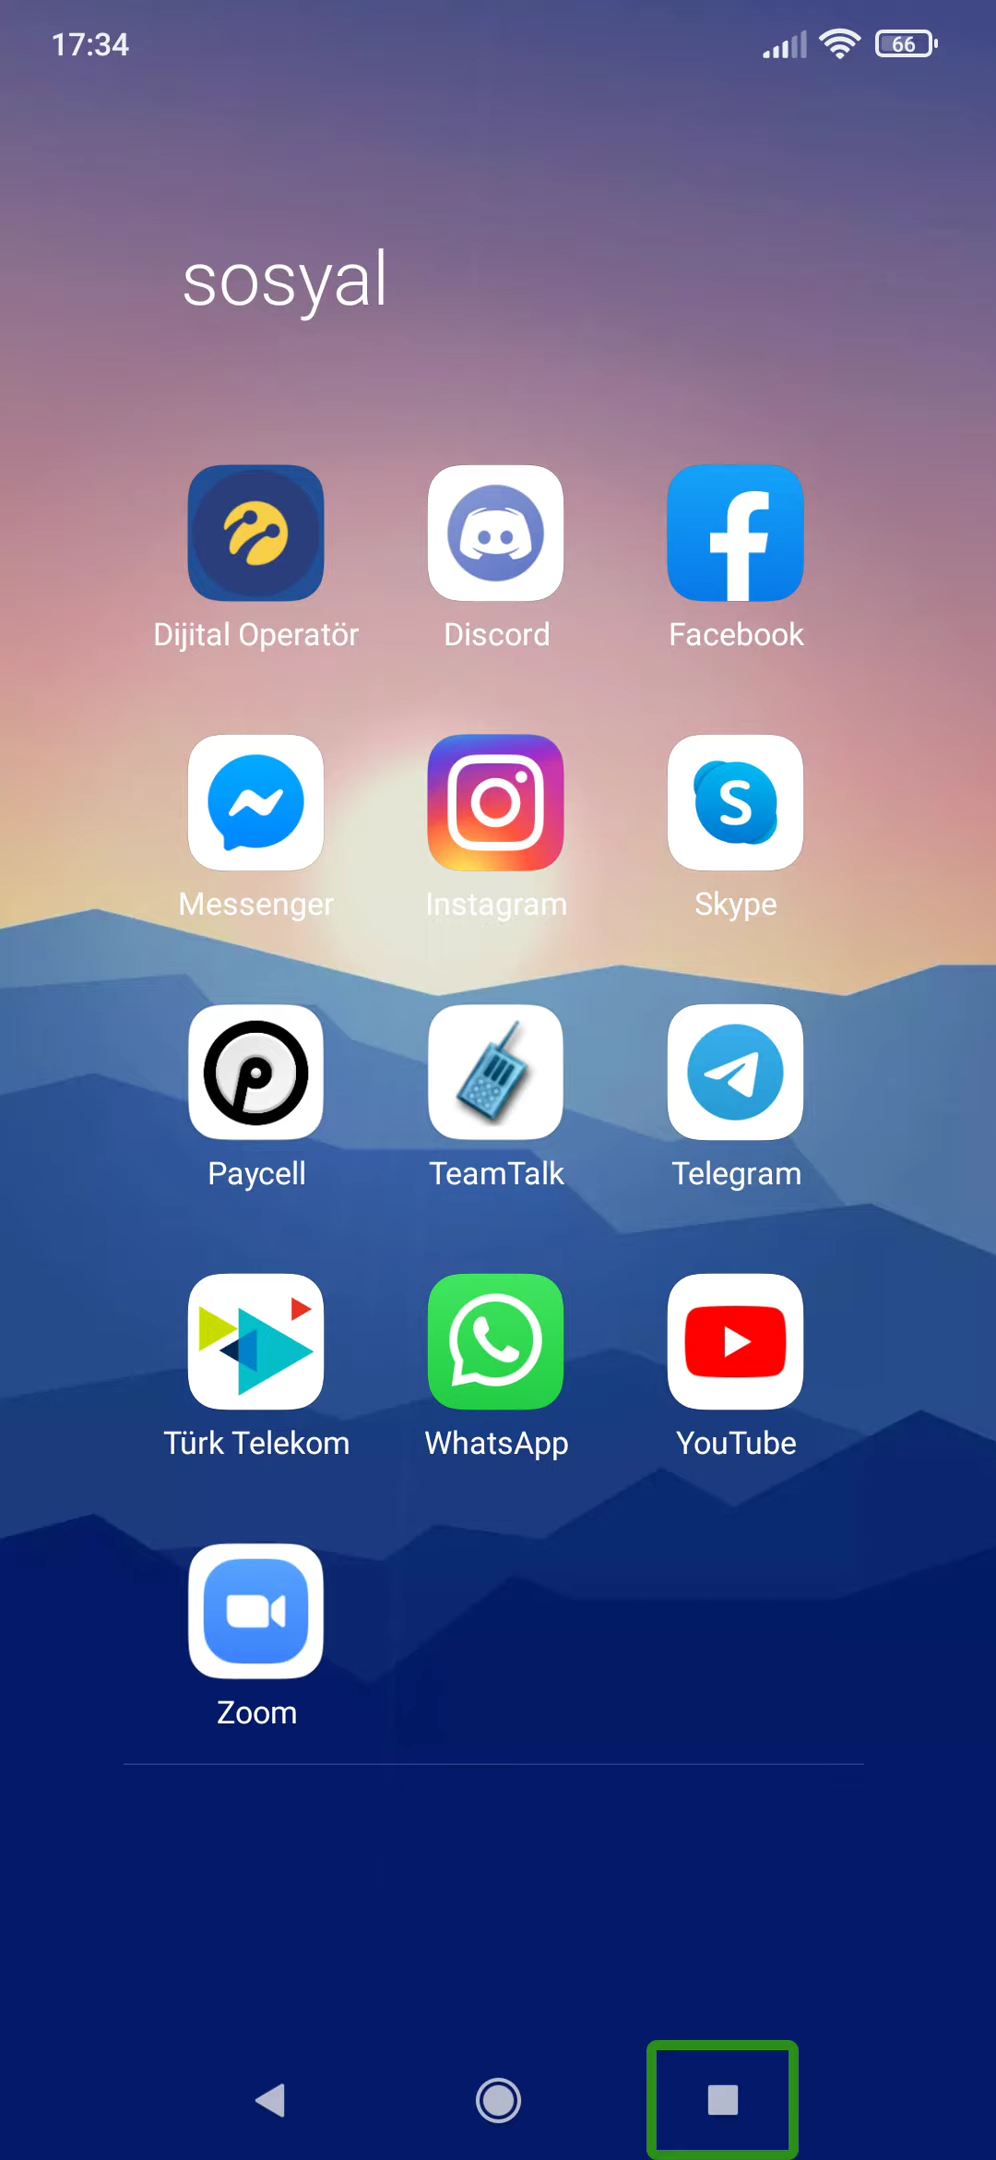 17:34
66
sosyal
Dijital Operatör
Discord
Facebook
Messenger
Instagram
Skype
Paycell
TeamTalk
Telegram
Türk Telekom
WhatsApp
YouTube
Zoom